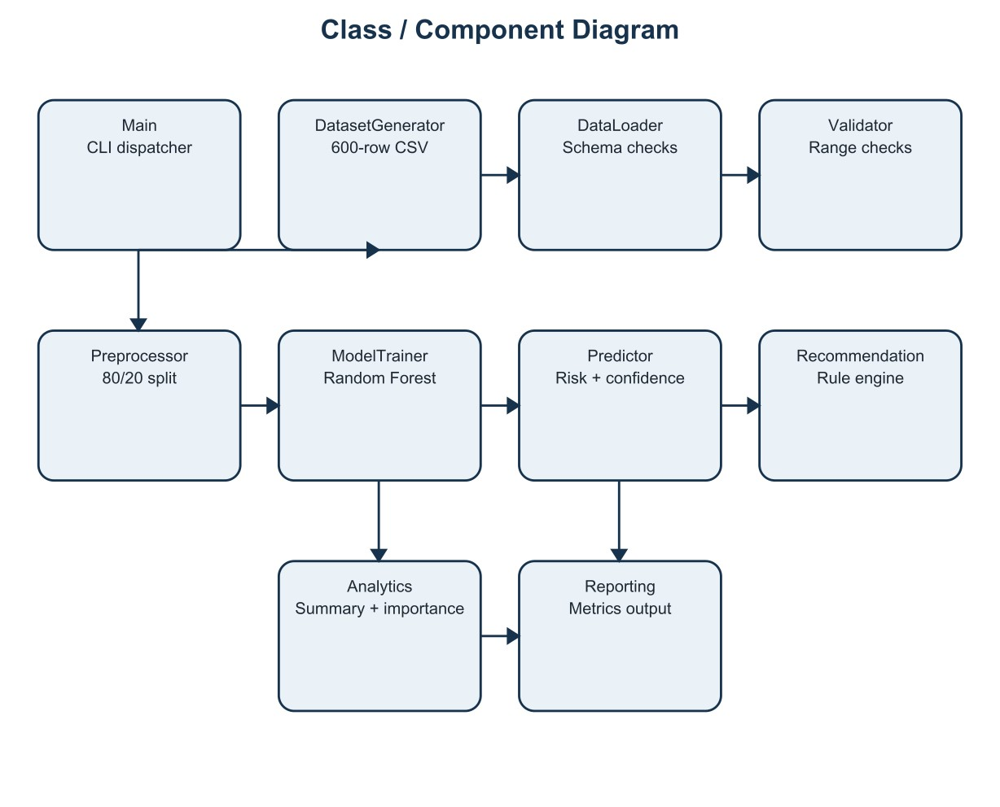 Class / Component Diagram
Main
CLI dispatcher
DatasetGenerator
600-row CSV
DataLoader
Schema checks
Validator
Range checks
Preprocessor
80/20 split
ModelTrainer
Random Forest
Predictor
Risk + confidence
Recommendation
Rule engine
Analytics
Summary + importance
Reporting
Metrics output